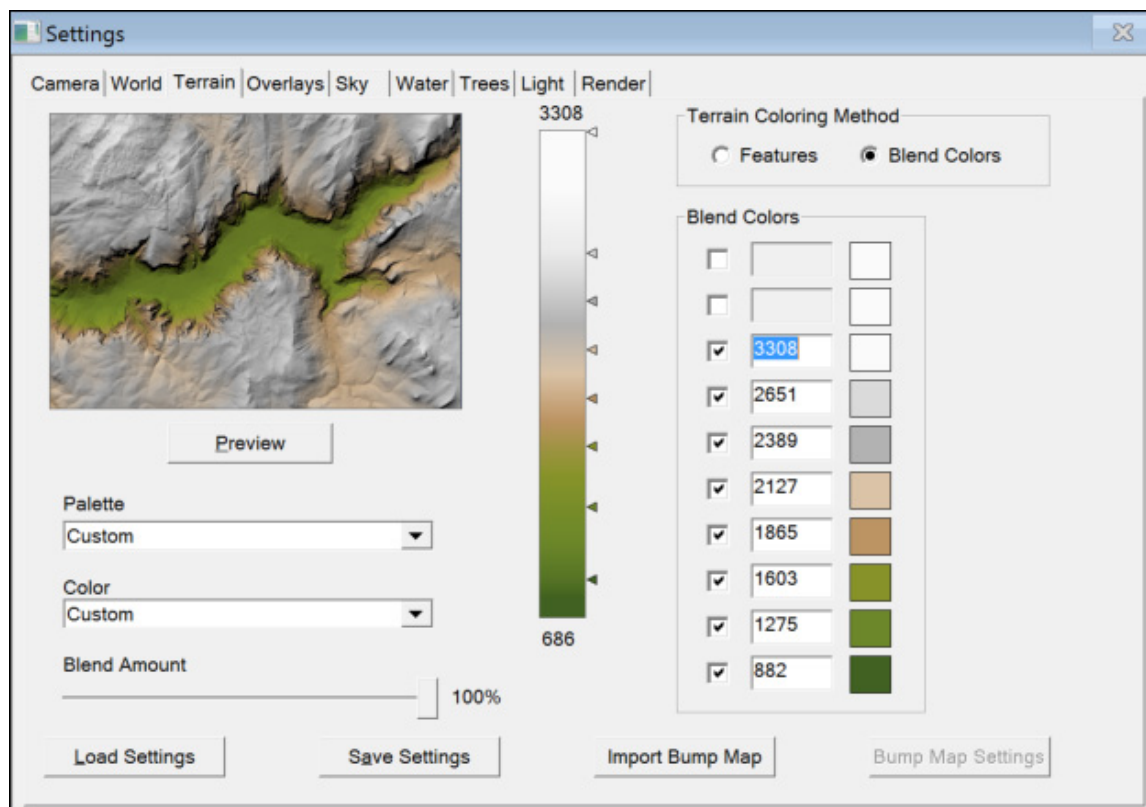 Settings
Camera World Terrain Overlays Sky Water Trees Light Render
3308
686
Preview
Palette
Custom
Color
Custom
Blend Amount
100%
Terrain Coloring Method
Features Blend Colors
Blend Colors
3308
2651
2389
2127
1865
1603
1275
882
Load Settings Save Settings Import Bump Map Bump Map Settings